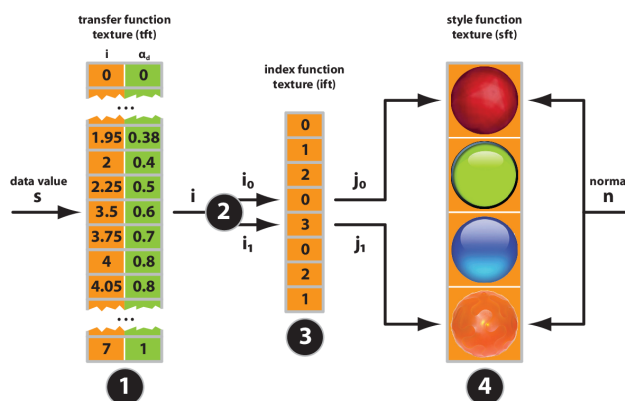 transfer function
texture (tft)
i α_d
0 0
...
1.95 0.38
2 0.4
2.25 0.5
3.5 0.6
3.75 0.7
4 0.8
4.05 0.8
...
7 1
1
data value
s
i
2
i₀
i₁
index function
texture (ift)
0
1
2
0
3
0
2
1
3
j₀
j₁
style function
texture (sft)
4
norma
n